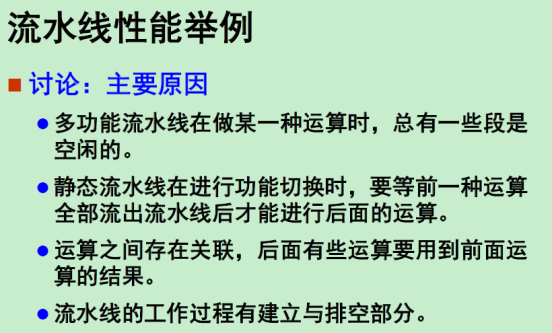 流水线性能举例
讨论：主要原因
多功能流水线在做某一种运算时，总有一些段是
空闲的。
静态流水线在进行功能切换时，要等前一种运算
全部流出流水线后才能进行后面的运算。
运算之间存在关联，后面有些运算要用到前面运
算的结果。
流水线的工作过程有建立与排空部分。